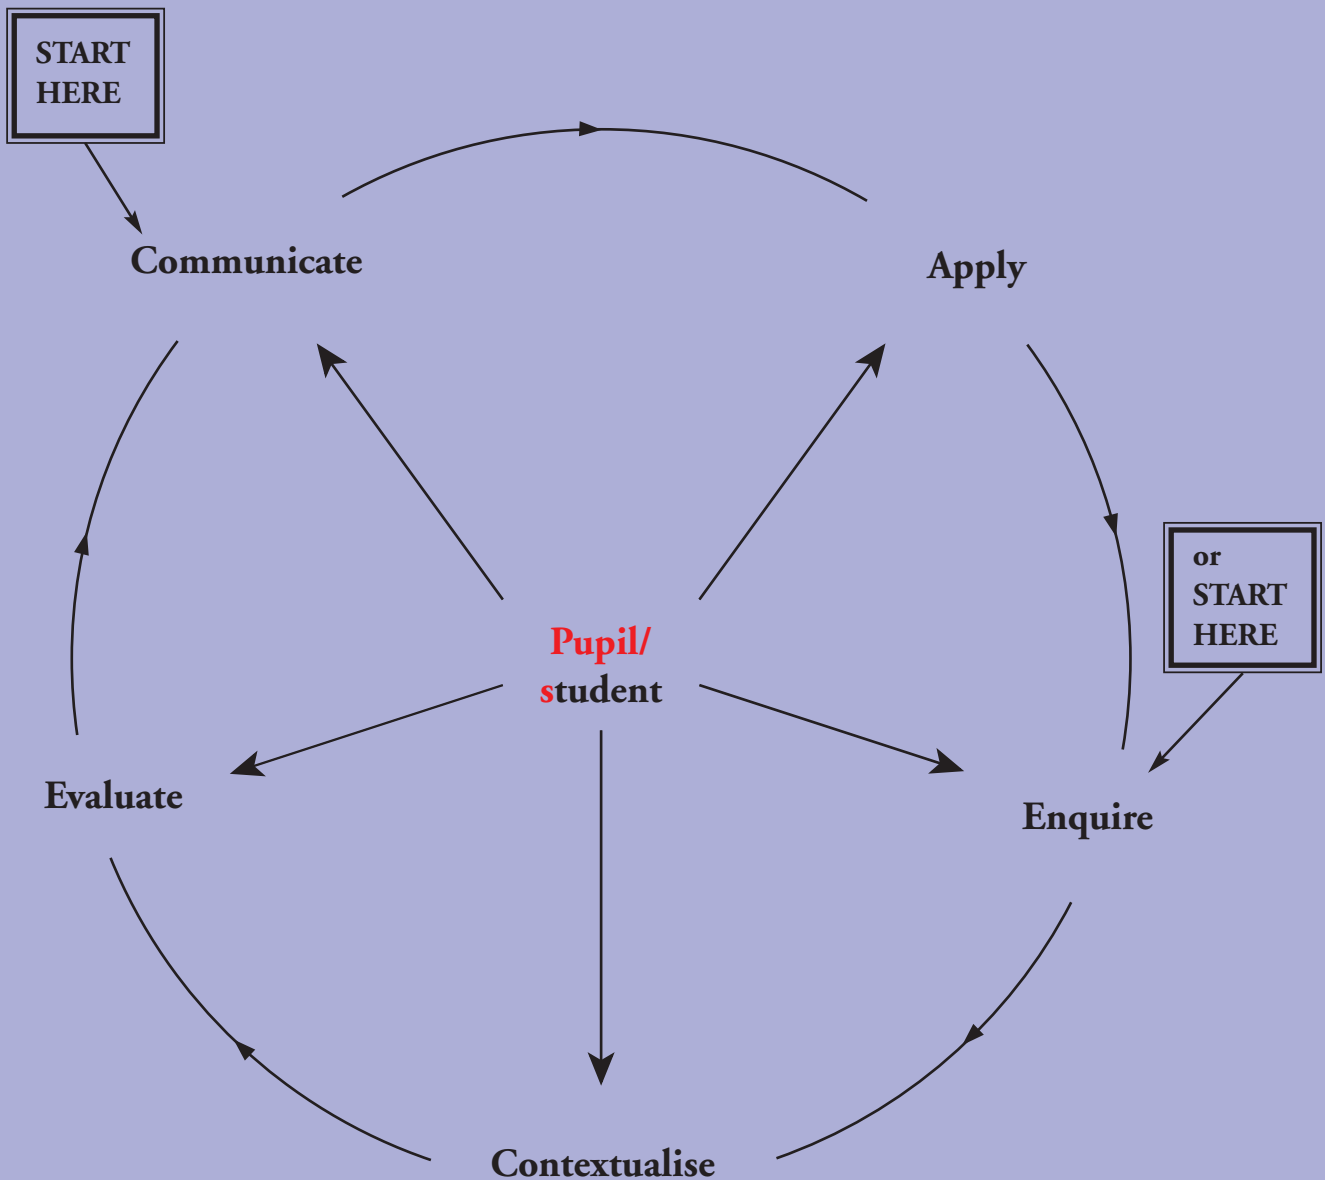 START
HERE
Communicate
Apply
or
START
HERE
Pupil/
student
Evaluate
Enquire
Contextualise